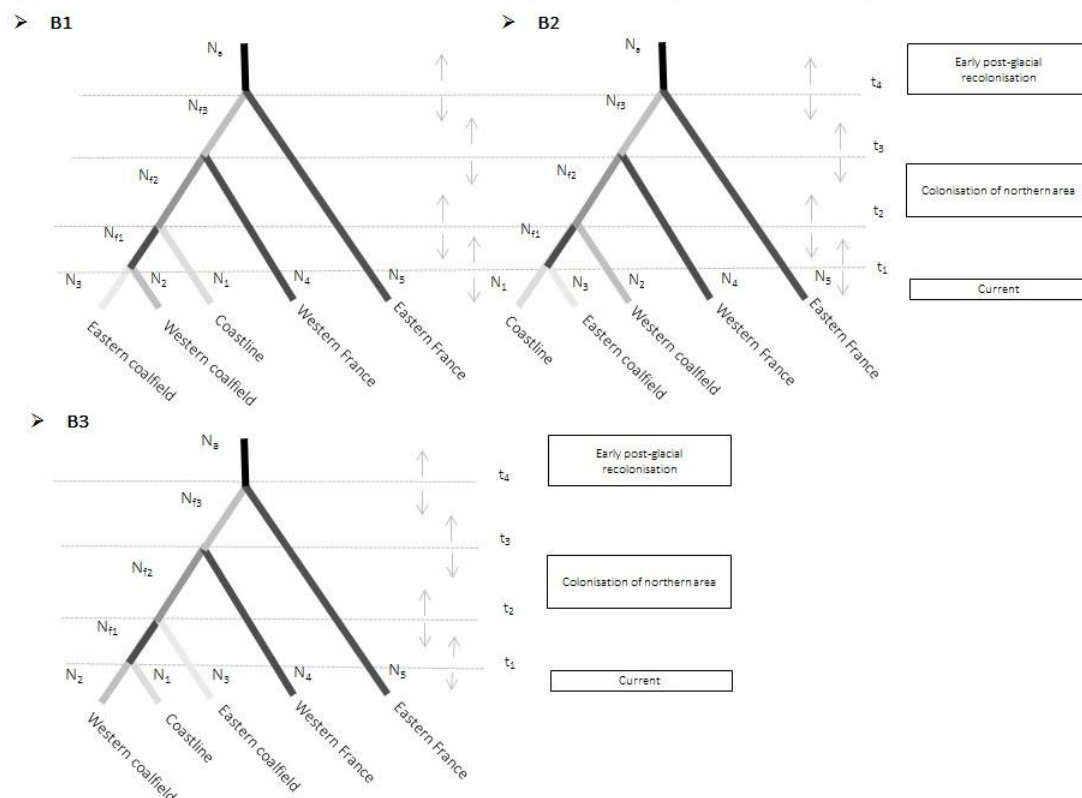 ➤ B1
Ns
Nf3
Nf2
Nf1
N3
N2
N1
N4
N5
Eastern coalfield
Western coalfield
Coastline
Western France
Eastern France
➤ B2
Ns
Nf3
Nf2
Nf1
N1
N3
N2
N4
N5
Coastline
Eastern coalfield
Western coalfield
Western France
Eastern France
t4
t3
t2
t1
Early post-glacial
recolonisation
Colonisation of northern area
Current
➤ B3
Na
Nf3
Nf2
Nf1
N2
N1
N3
N4
N5
Western coalfield
Coastline
Eastern coalfield
Western France
Eastern France
t4
t3
t2
t1
Early post-glacial
recolonisation
Colonisation of northern area
Current